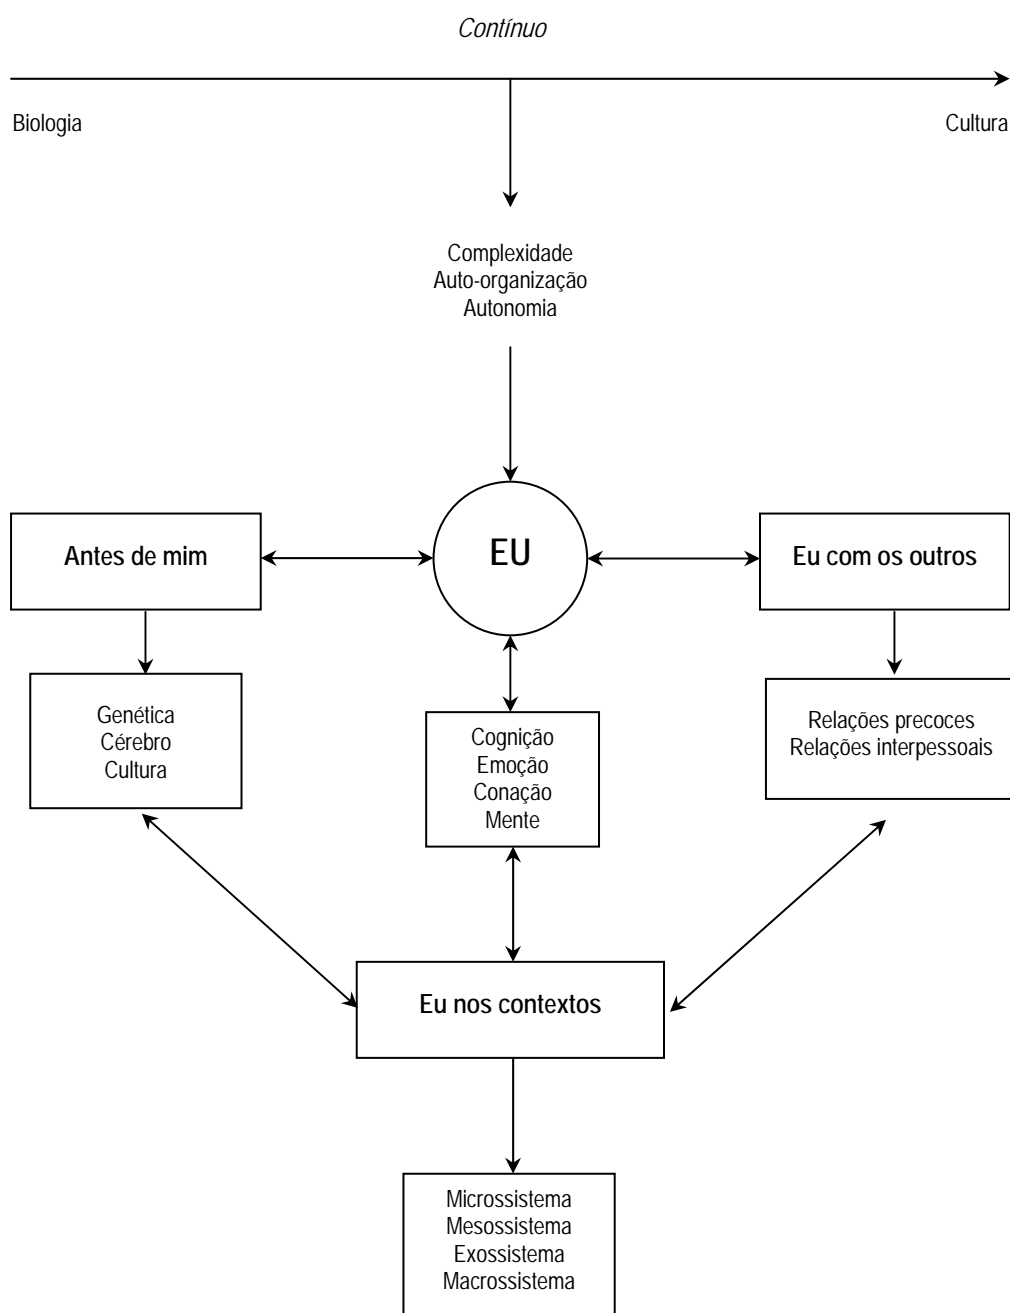 Contínuo
Biologia
Cultura
Complexidade
Auto-organização
Autonomia
Antes de mim
EU
Eu com os outros
Genética
Cérebro
Cultura
Cognição
Emoção
Conação
Mente
Relações precoces
Relações interpessoais
Eu nos contextos
Microssistema
Mesossistema
Exossistema
Macrossistema